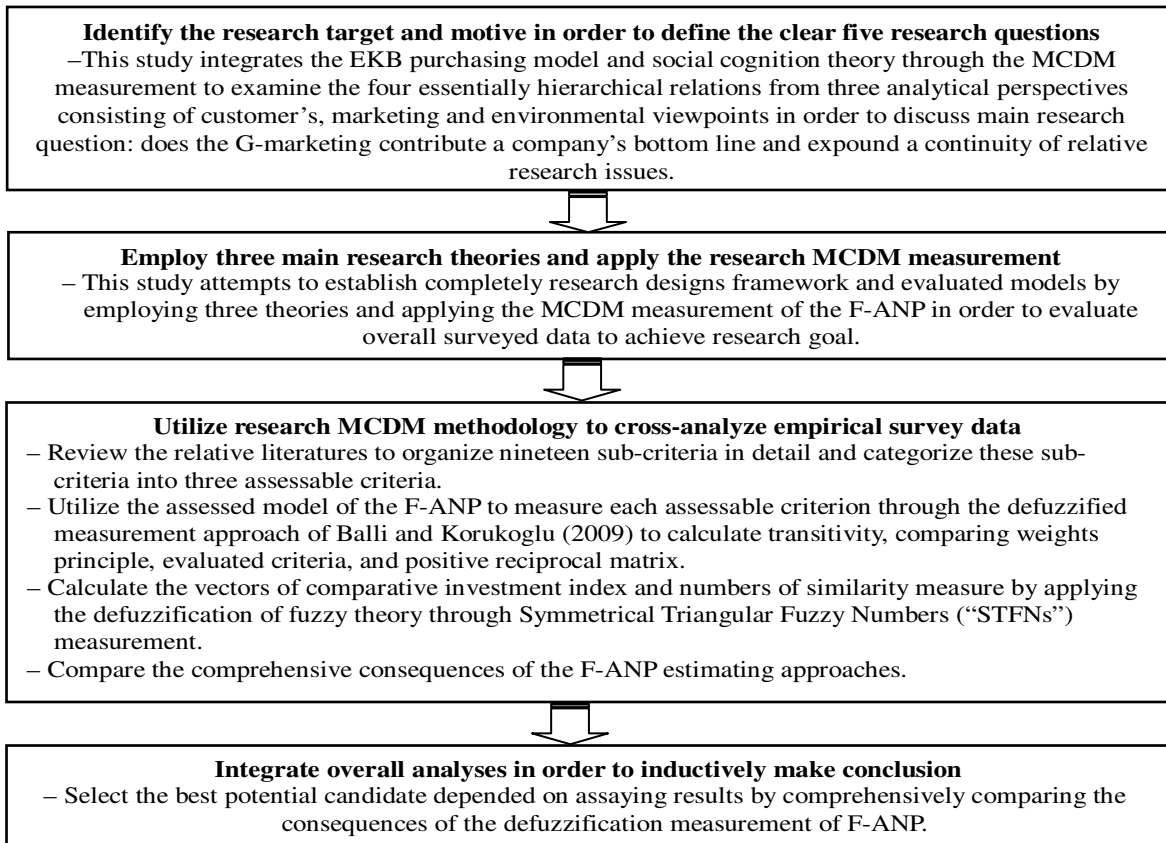 Identify the research target and motive in order to define the clear five research questions
–This study integrates the EKB purchasing model and social cognition theory through the MCDM
measurement to examine the four essentially hierarchical relations from three analytical perspectives
consisting of customer's, marketing and environmental viewpoints in order to discuss main research
question: does the G-marketing contribute a company's bottom line and expound a continuity of relative
research issues.
Employ three main research theories and apply the research MCDM measurement
– This study attempts to establish completely research designs framework and evaluated models by
employing three theories and applying the MCDM measurement of the F-ANP in order to evaluate
overall surveyed data to achieve research goal.
Utilize research MCDM methodology to cross-analyze empirical survey data
– Review the relative literatures to organize nineteen sub-criteria in detail and categorize these sub-
criteria into three assessable criteria.
– Utilize the assessed model of the F-ANP to measure each assessable criterion through the defuzzified
measurement approach of Balli and Korukoglu (2009) to calculate transitivity, comparing weights
principle, evaluated criteria, and positive reciprocal matrix.
– Calculate the vectors of comparative investment index and numbers of similarity measure by applying
the defuzzification of fuzzy theory through Symmetrical Triangular Fuzzy Numbers (“STFNs”)
measurement.
– Compare the comprehensive consequences of the F-ANP estimating approaches.
Integrate overall analyses in order to inductively make conclusion
– Select the best potential candidate depended on assaying results by comprehensively comparing the
consequences of the defuzzification measurement of F-ANP.